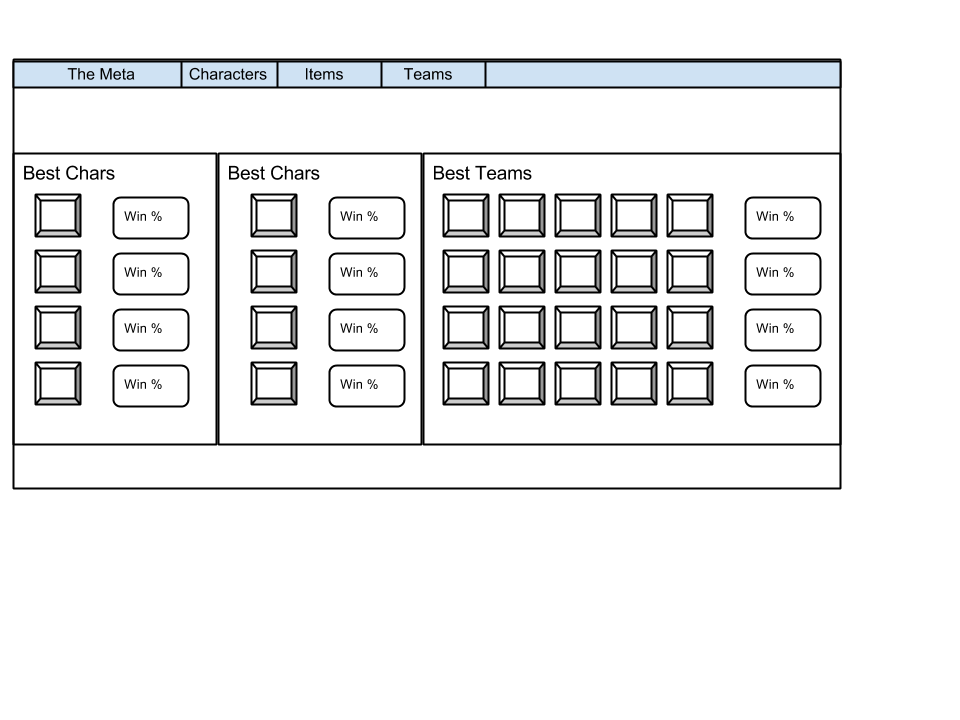 The Meta
Characters
Items
Teams
Best Chars
Win %
Win %
Win %
Win %
Best Chars
Win %
Win %
Win %
Win %
Best Teams
Win %
Win %
Win %
Win %